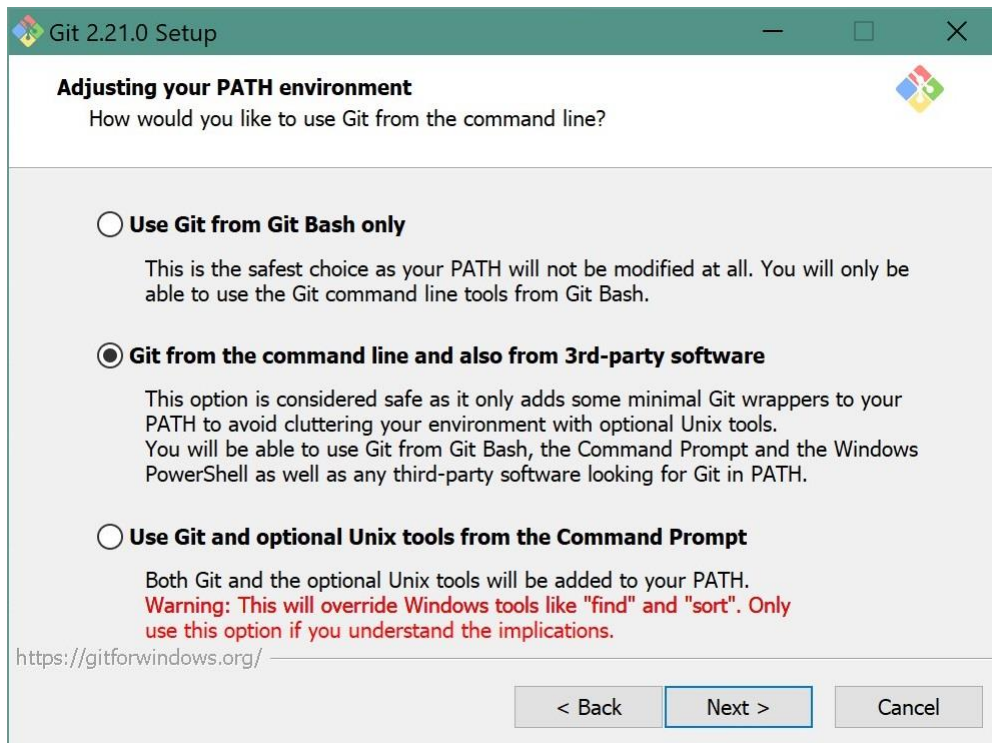 Git 2.21.0 Setup
Adjusting your PATH environment
How would you like to use Git from the command line?
Use Git from Git Bash only
This is the safest choice as your PATH will not be modified at all. You will only be
able to use the Git command line tools from Git Bash.
Git from the command line and also from 3rd-party software
This option is considered safe as it only adds some minimal Git wrappers to your
PATH to avoid cluttering your environment with optional Unix tools.
You will be able to use Git from Git Bash, the Command Prompt and the Windows
PowerShell as well as any third-party software looking for Git in PATH.
Use Git and optional Unix tools from the Command Prompt
Both Git and the optional Unix tools will be added to your PATH.
Warning: This will override Windows tools like "find" and "sort". Only
use this option if you understand the implications.
https://gitforwindows.org/
< Back
Next >
Cancel